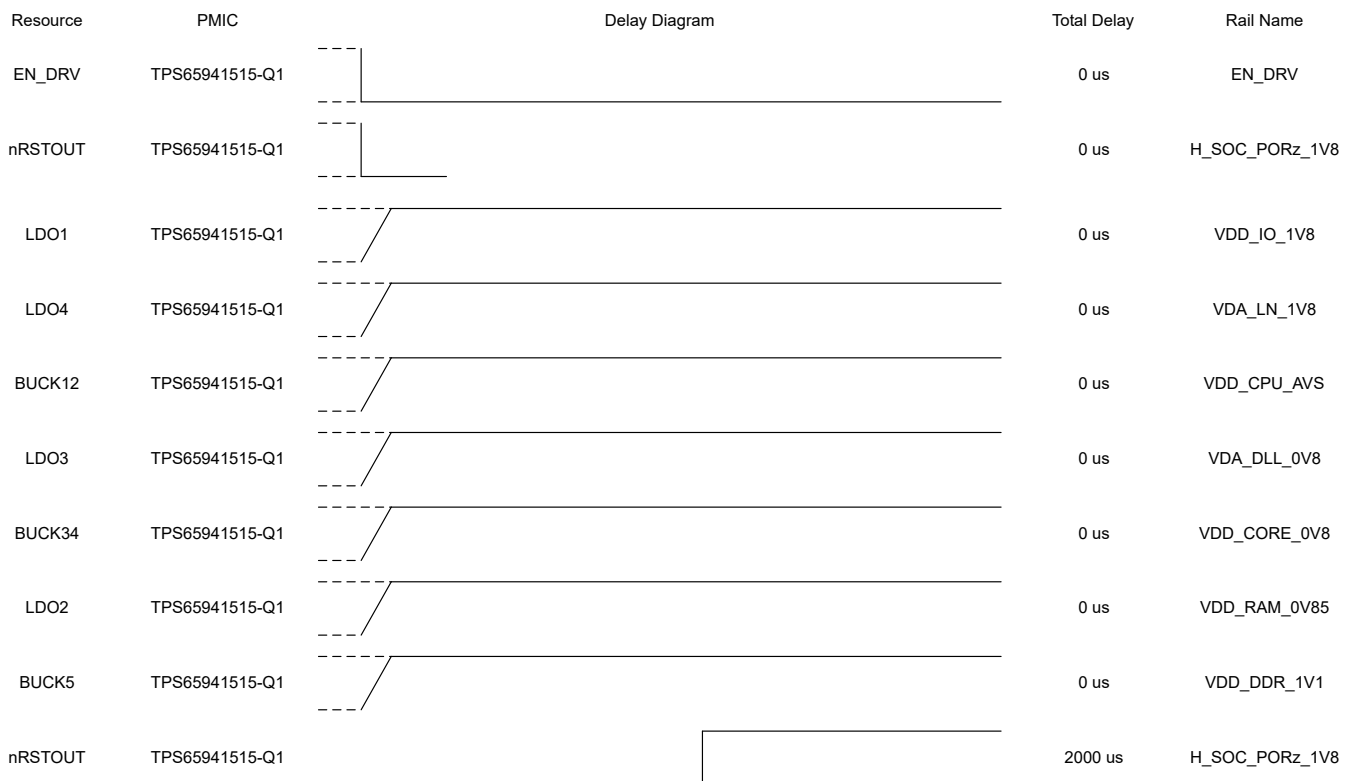 Resource PMIC Delay Diagram Total Delay Rail Name
EN_DRV TPS65941515-Q1 0 us EN_DRV
nRSTOUT TPS65941515-Q1 0 us H_SOC_PORz_1V8
LDO1 TPS65941515-Q1 0 us VDD_IO_1V8
LDO4 TPS65941515-Q1 0 us VDA_LN_1V8
BUCK12 TPS65941515-Q1 0 us VDD_CPU_AVS
LDO3 TPS65941515-Q1 0 us VDA_DLL_0V8
BUCK34 TPS65941515-Q1 0 us VDD_CORE_0V8
LDO2 TPS65941515-Q1 0 us VDD_RAM_0V85
BUCK5 TPS65941515-Q1 0 us VDD_DDR_1V1
nRSTOUT TPS65941515-Q1 2000 us H_SOC_PORz_1V8